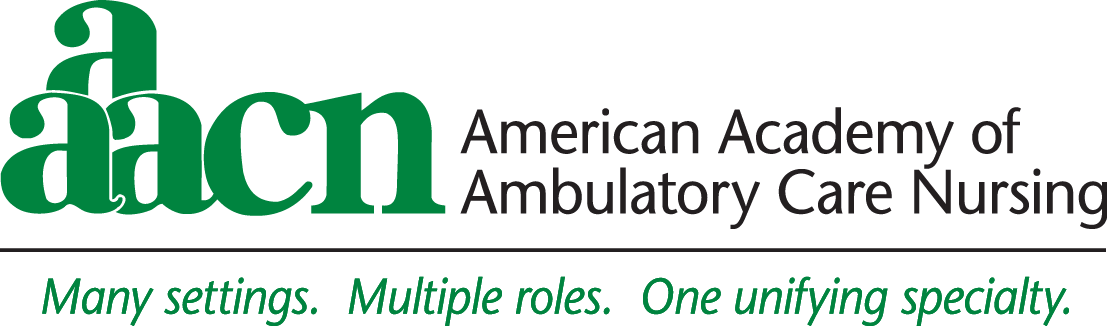 aaacn
American Academy of
Ambulatory Care Nursing
Many settings. Multiple roles. One unifying specialty.